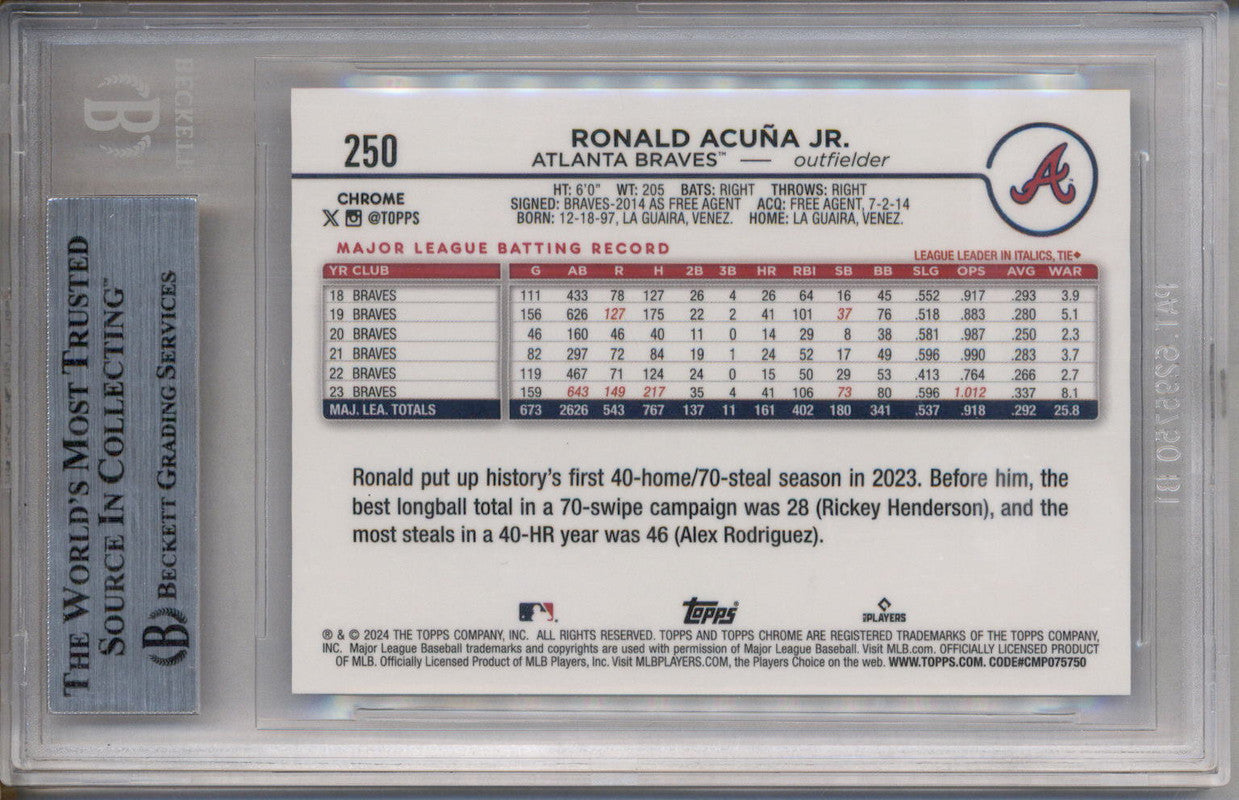 250
RONALD ACUÑA JR.
ATLANTA BRAVES™ — outfielder
A
CHROME
X @TOPPS
HT: 6'0" WT: 205 BATS: RIGHT THROWS: RIGHT
SIGNED: BRAVES-2014 AS FREE AGENT ACQ: FREE AGENT, 7-2-14
BORN: 12-18-97, LA GUAIRA, VENEZ. HOME: LA GUAIRA, VENEZ.
MAJOR LEAGUE BATTING RECORD
LEAGUE LEADER IN ITALICS, TIE♦
YR CLUB G AB R H 2B 3B HR RBI SB BB SLG OPS AVG WAR
18 BRAVES 111 433 78 127 26 4 26 64 16 45 .552 .917 .293 3.9
19 BRAVES 156 626 127 175 22 2 41 101 37 76 .518 .883 .280 5.1
20 BRAVES 46 160 46 40 11 0 14 29 8 38 .581 .987 .250 2.3
21 BRAVES 82 297 72 84 19 1 24 52 17 49 .596 .990 .283 3.7
22 BRAVES 119 467 71 124 24 0 15 50 29 53 .413 .764 .266 2.7
23 BRAVES 159 643 149 217 35 4 41 106 73 80 .596 1.012 .337 8.1
MAJ. LEA. TOTALS 673 2626 543 767 137 11 161 402 180 341 .537 .918 .292 25.8
Ronald put up history's first 40-home/70-steal season in 2023. Before him, the
best longball total in a 70-swipe campaign was 28 (Rickey Henderson), and the
most steals in a 40-HR year was 46 (Alex Rodriguez).
topps
PLAYERS
® & © 2024 THE TOPPS COMPANY, INC. ALL RIGHTS RESERVED. TOPPS AND TOPPS CHROME ARE REGISTERED TRADEMARKS OF THE TOPPS COMPANY,
INC. Major League Baseball trademarks and copyrights are used with permission of Major League Baseball. Visit MLB.com. OFFICIALLY LICENSED PRODUCT
OF MLB. Officially Licensed Product of MLB Players, Inc. Visit MLBPLAYERS.COM, the Players Choice on the web. WWW.TOPPS.COM. CODE#CMP075750
THE WORLD'S MOST TRUSTED
SOURCE IN COLLECTING™
B BECKETT GRADING SERVICES
B BECKETT
PAT. 6235750 B1